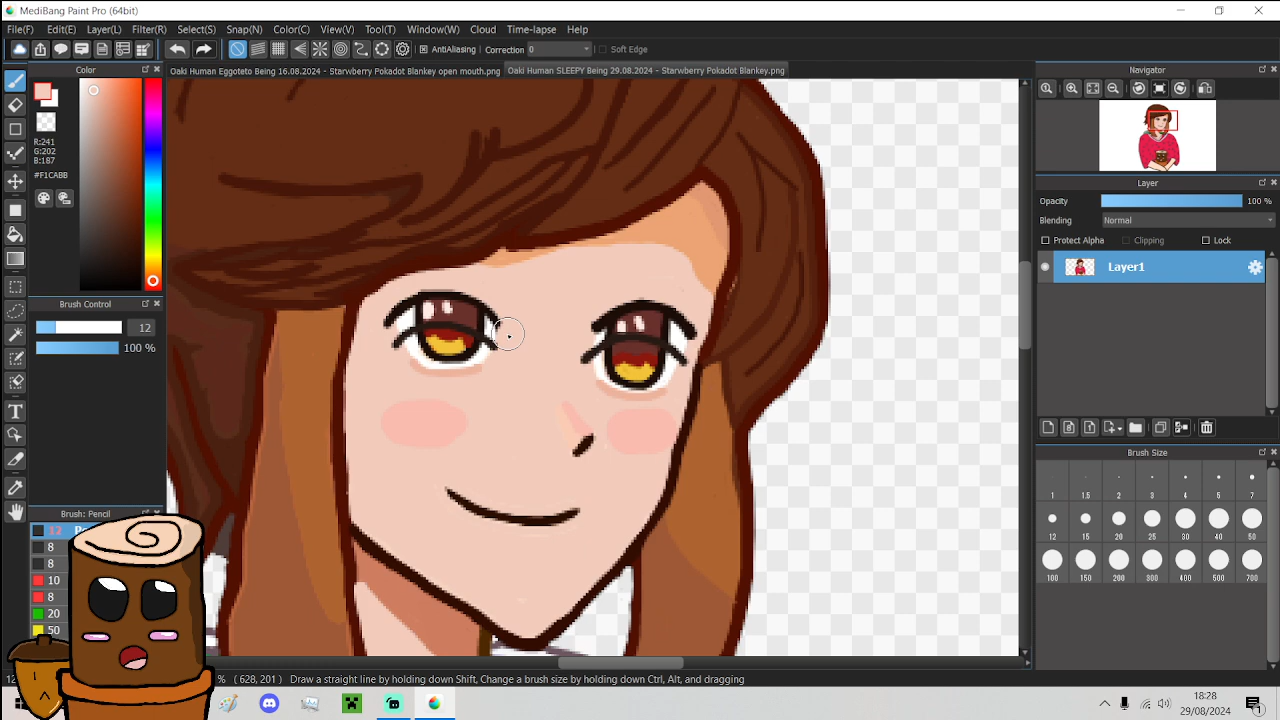 MediBang Paint Pro (64bit)
File(F) Edit(E) Layer(L) Filter(R) Select(S) Snap(N) Color(C) View(V) Tool(T) Window(W) Cloud Time-lapse Help
AntiAliasing Correction 0 Soft Edge
Color
Oaki Human Eggoteto Being 16.08.2024 - Starwberry Pokadot Blankey open mouth.png
Oaki Human SLEEPY Being 29.08.2024 - Starwberry Pokadot Blankey.png
Navigator
R:241
G:202
B:187
#F1CABB
Layer
Opacity 100 %
Blending Normal
Protect Alpha Clipping Lock
Layer1
Brush Control
12
100 %
Brush Size
1 1.5 2 3 4 5 7
12 15 20 25 30 40 50
100 150 200 300 400 500 700
Brush: Pencil
12
8
8
10
8
20
50
% ( 628, 201 ) Draw a straight line by holding down Shift, Change a brush size by holding down Ctrl, Alt, and dragging
18:28
29/08/2024
1